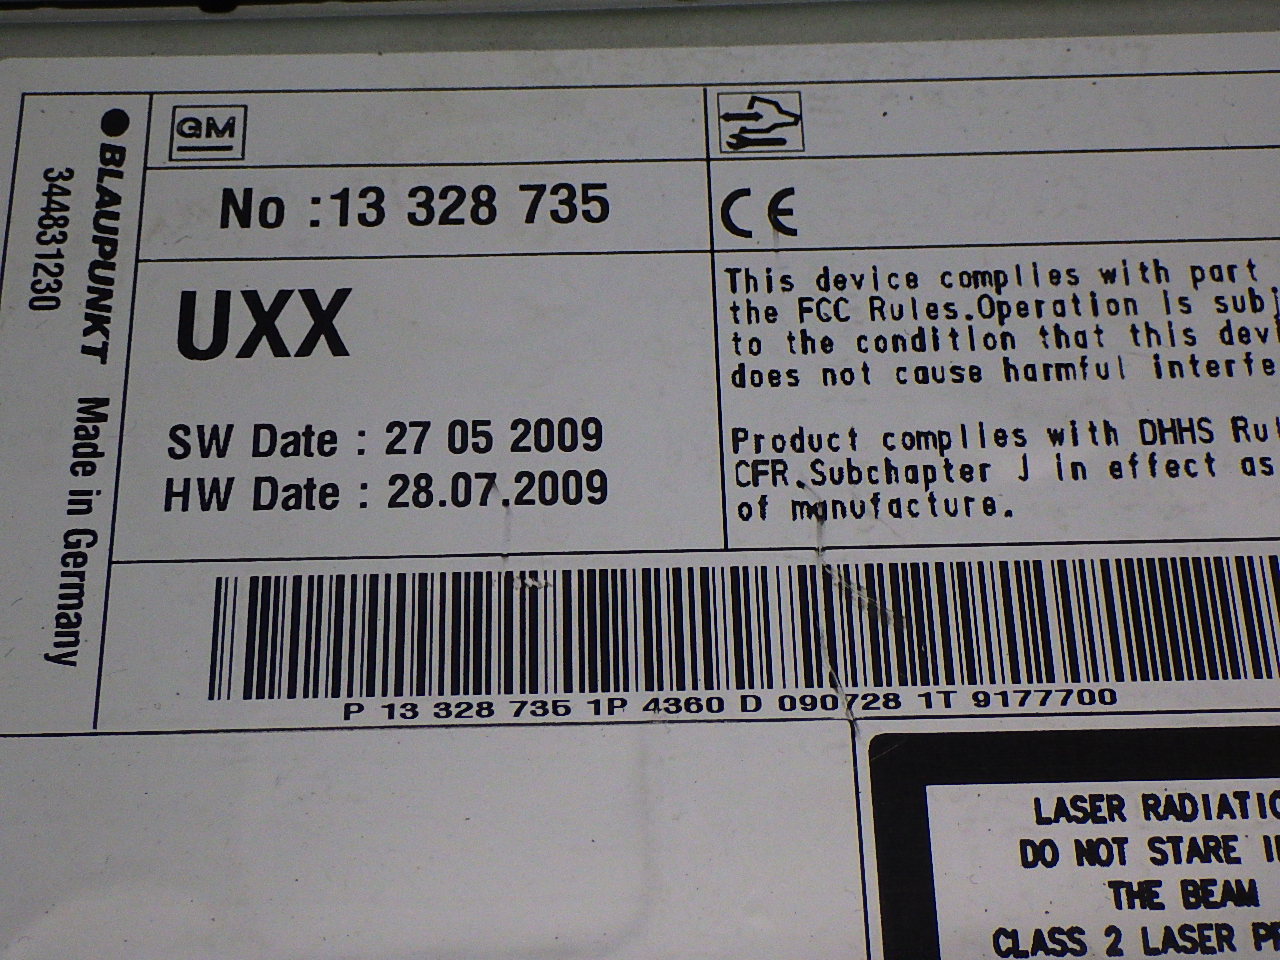 BLAUPUNKT Made in Germany
344831230
GM
No :13 328 735
UXX
SW Date : 27 05 2009
HW Date : 28.07.2009
CE
This device complies with part
the FCC Rules.Operation is subj
to the condition that this devi
does not cause harmful interfe
Product complies with DHHS Rul
CFR.Subchapter J in effect as
of manufacture.
P 13 328 735 1P 4360 D 090728 1T 9177700
LASER RADIATIO
DO NOT STARE I
THE BEAM
CLASS 2 LASER PR